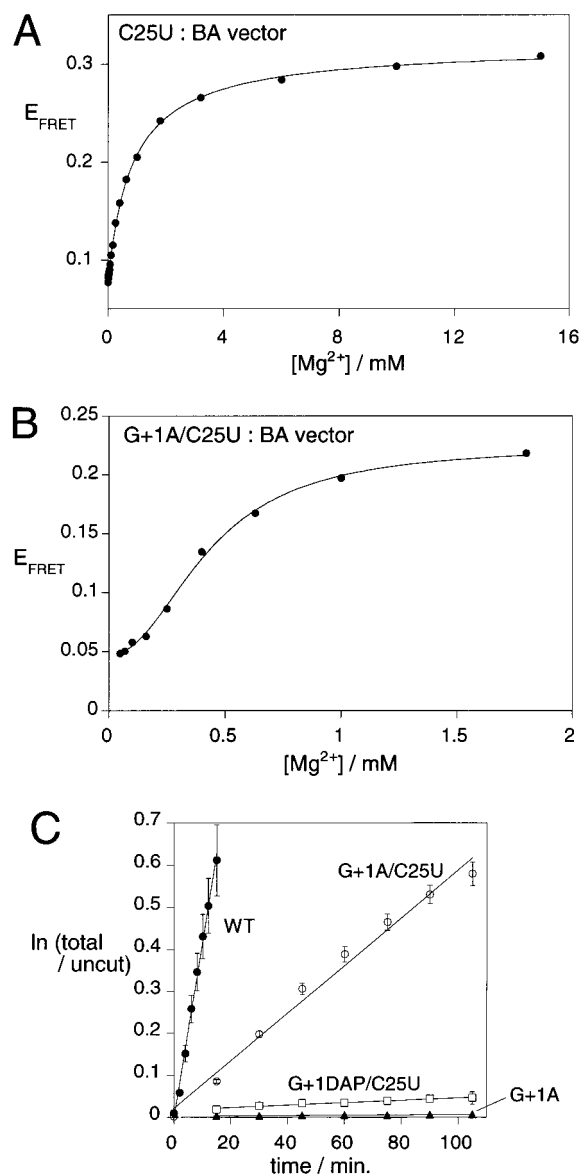 A
C25U : BA vector
E_FRET
0.3
0.2
0.1
0
4
8
12
16
[Mg²⁺] / mM
B
G+1A/C25U : BA vector
E_FRET
0.25
0.2
0.15
0.1
0.05
0
0
0.5
1
1.5
2
[Mg²⁺] / mM
C
ln (total
/ uncut)
0.7
0.6
0.5
0.4
0.3
0.2
0.1
0
WT
G+1A/C25U
G+1DAP/C25U
G+1A
0
20
40
60
80
100
time / min.